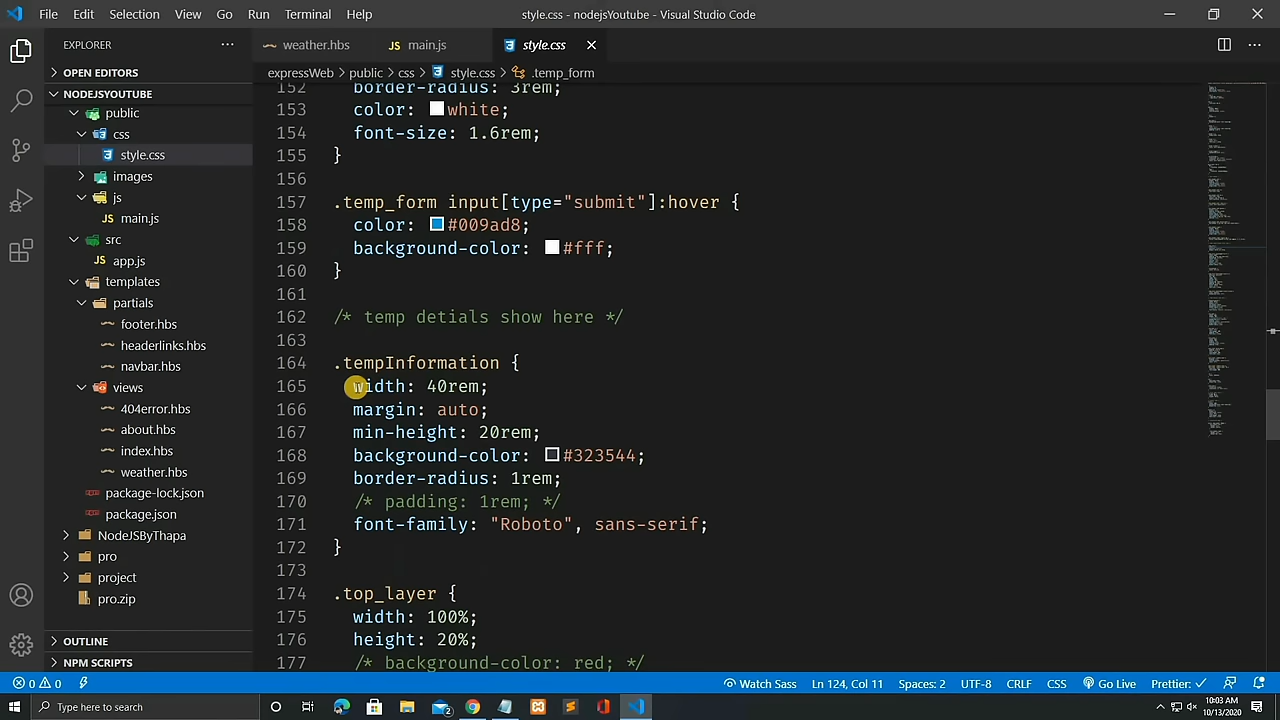 File Edit Selection View Go Run Terminal Help style.css - nodejsYoutube - Visual Studio Code
EXPLORER
weather.hbs
JS main.js
style.css
OPEN EDITORS
expressWeb > public > css > style.css > .temp_form
NODEJSYOUTUBE
public
css
style.css
images
js
JS main.js
src
JS app.js
templates
partials
footer.hbs
headerlinks.hbs
navbar.hbs
views
404error.hbs
about.hbs
index.hbs
weather.hbs
package-lock.json
package.json
NodeJSByThapa
pro
project
pro.zip
OUTLINE
NPM SCRIPTS
152 border-radius: 3rem;
153 color: white;
154 font-size: 1.6rem;
155 }
156
157 .temp_form input[type="submit"]:hover {
158 color: #009ad8;
159 background-color: #fff;
160 }
161
162 /* temp detials shw here */
163
164 .tempInformation {
165 width: 40rem;
166 margin: auto;
167 min-height: 20rem;
168 background-color: #323544;
169 border-radius: 1rem;
170 /* padding: 1rem; */
171 font-family: "Roboto", sans-serif;
172 }
173
174 .top_layer {
175 width: 100%;
176 height: 20%;
177 /* background-color: red; */
0 0 Watch Sass Ln 124, Col 11 Spaces: 2 UTF-8 CRLF CSS Go Live Prettier: ✓
Type here to search
2
10:03 AM
10/13/2020